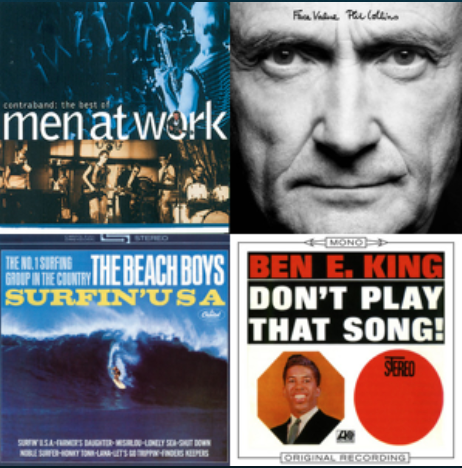 contraband: the best of
men at work
Face Value Phil Collins
STEREO
THE NO.1 SURFING
GROUP IN THE COUNTRY
THE BEACH BOYS
SURFIN' U S A
Capitol
SURFIN' U.S.A.-FARMER'S DAUGHTER-MISIRLOU-LONELY SEA-SHUT DOWN
NOBLE SURFER-HONKY TONK-LANA-LET'S GO TRIPPIN'-FINDERS KEEPERS
MONO
BEN E. KING
DON'T PLAY
THAT SONG!
STEREO
ORIGINAL RECORDING